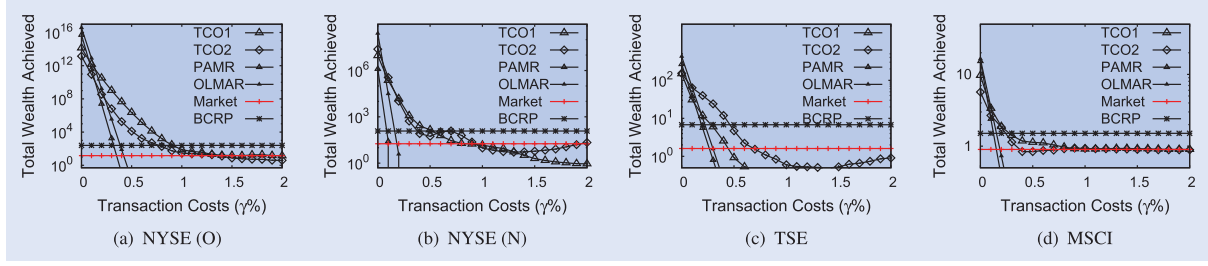 Total Wealth Achieved
10^16
10^12
10^8
10^4
10^0
0 0.5 1 1.5 2
TCO1
TCO2
PAMR
OLMAR
Market
BCRP
Transaction Costs (γ%)
(a) NYSE (O)
Total Wealth Achieved
10^6
10^3
10^0
0 0.5 1 1.5 2
TCO1
TCO2
PAMR
OLMAR
Market
BCRP
Transaction Costs (γ%)
(b) NYSE (N)
Total Wealth Achieved
10^2
10^1
10^0
0 0.5 1 1.5 2
TCO1
TCO2
PAMR
OLMAR
Market
BCRP
Transaction Costs (γ%)
(c) TSE
Total Wealth Achieved
10
1
0 0.5 1 1.5 2
TCO1
TCO2
PAMR
OLMAR
Market
BCRP
Transaction Costs (γ%)
(d) MSCI